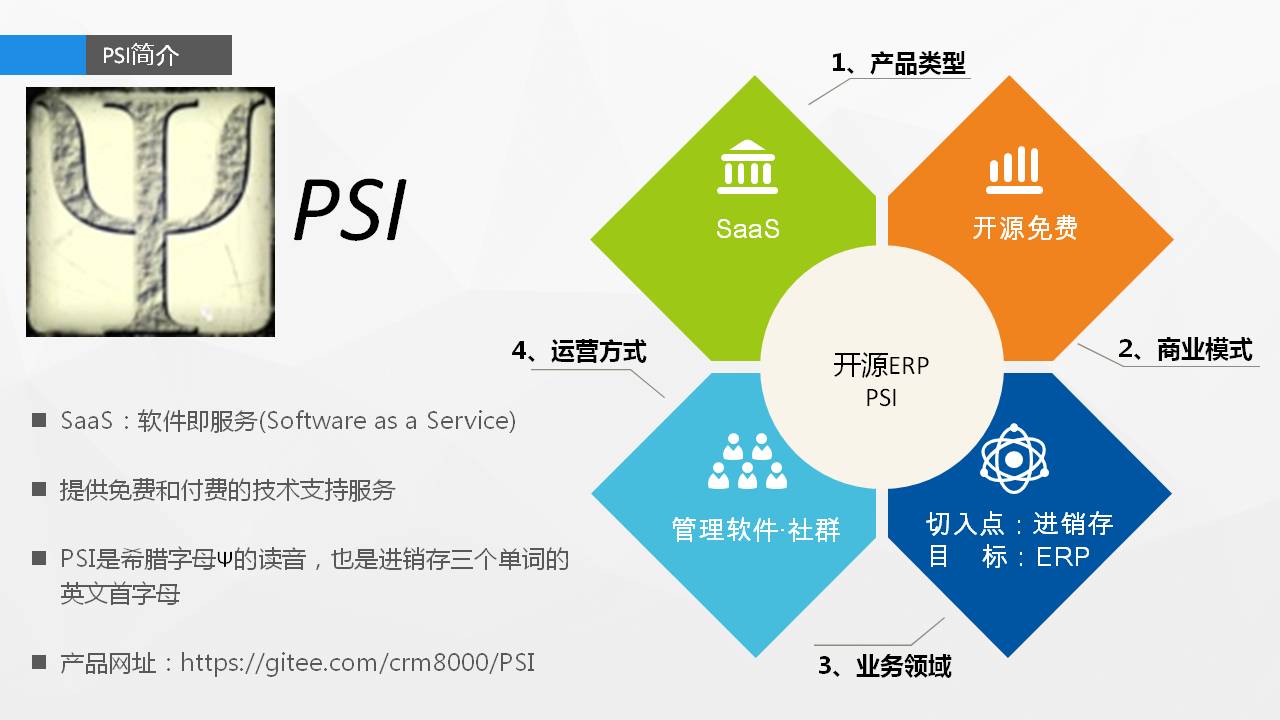 PSI简介
PSI
SaaS：软件即服务(Software as a Service)
提供免费和付费的技术支持服务
PSI是希腊字母Ψ的读音，也是进销存三个单词的
英文首字母
产品网址：https://gitee.com/crm8000/PSI
1、产品类型
SaaS
开源免费
2、商业模式
4、运营方式
开源ERP
PSI
管理软件·社群
切入点：进销存
目　标：ERP
3、业务领域